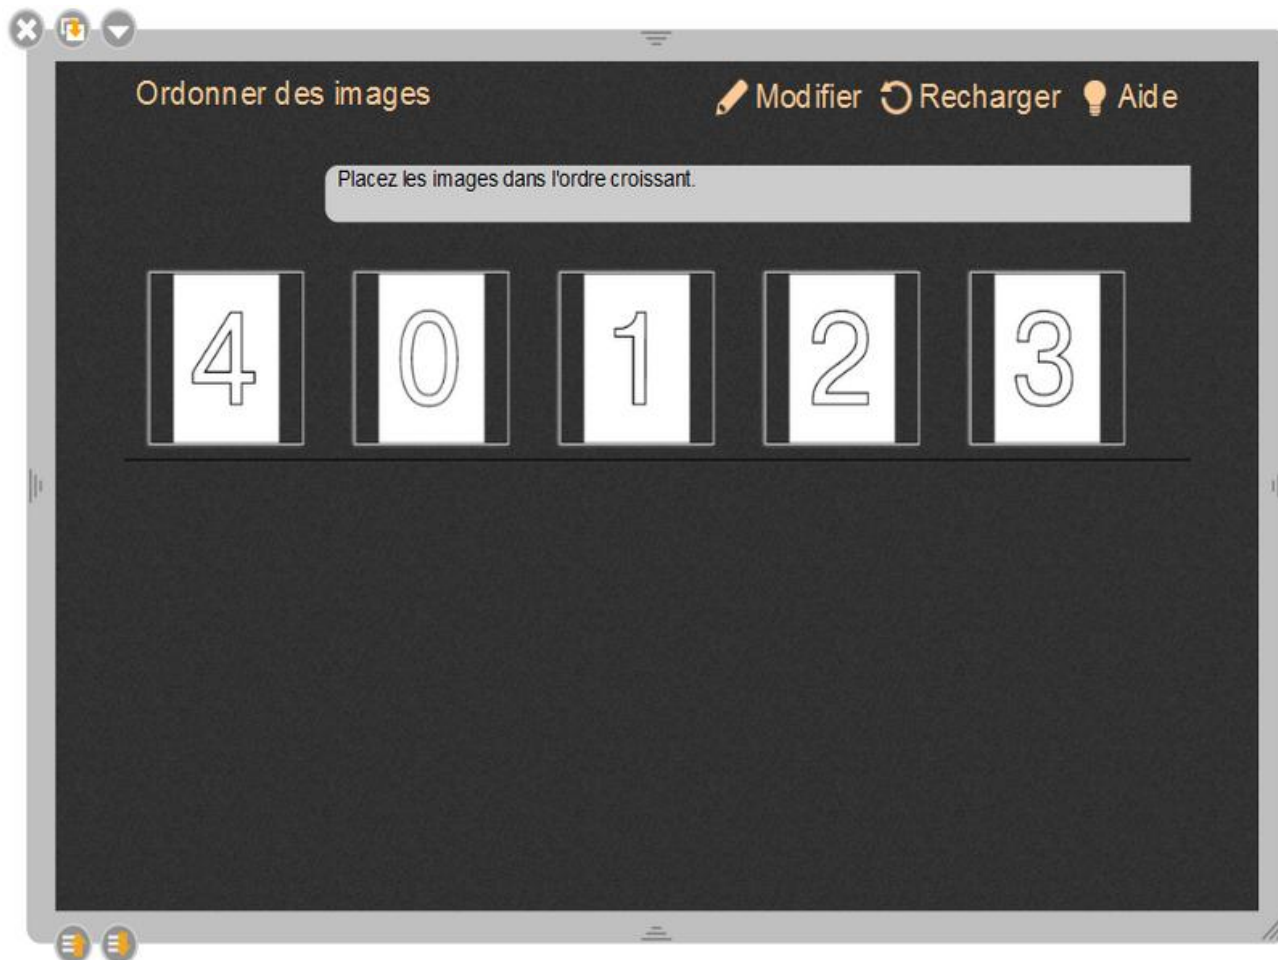 Ordonner des images
Modifier Recharger Aide
Placez les images dans l'ordre croissant.
4 0 1 2 3